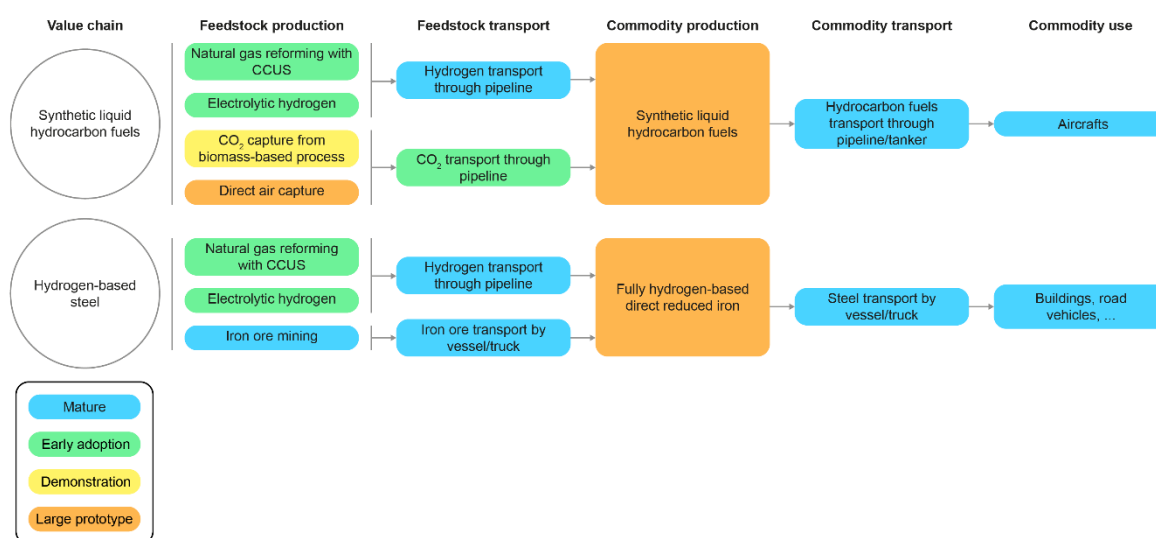 Value chain
Feedstock production
Feedstock transport
Commodity production
Commodity transport
Commodity use
Synthetic liquid
hydrocarbon fuels
Natural gas reforming with
CCUS
Electrolytic hydrogen
CO₂ capture from
biomass-based process
Direct air capture
Hydrogen transport
through pipeline
CO₂ transport through
pipeline
Synthetic liquid
hydrocarbon fuels
Hydrocarbon fuels
transport through
pipeline/tanker
Aircrafts
Hydrogen-based
steel
Natural gas reforming
with CCUS
Electrolytic hydrogen
Iron ore mining
Hydrogen transport
through pipeline
Iron ore transport by
vessel/truck
Fully hydrogen-based
direct reduced iron
Steel transport by
vessel/truck
Buildings, road
vehicles, ...
Mature
Early adoption
Demonstration
Large prototype